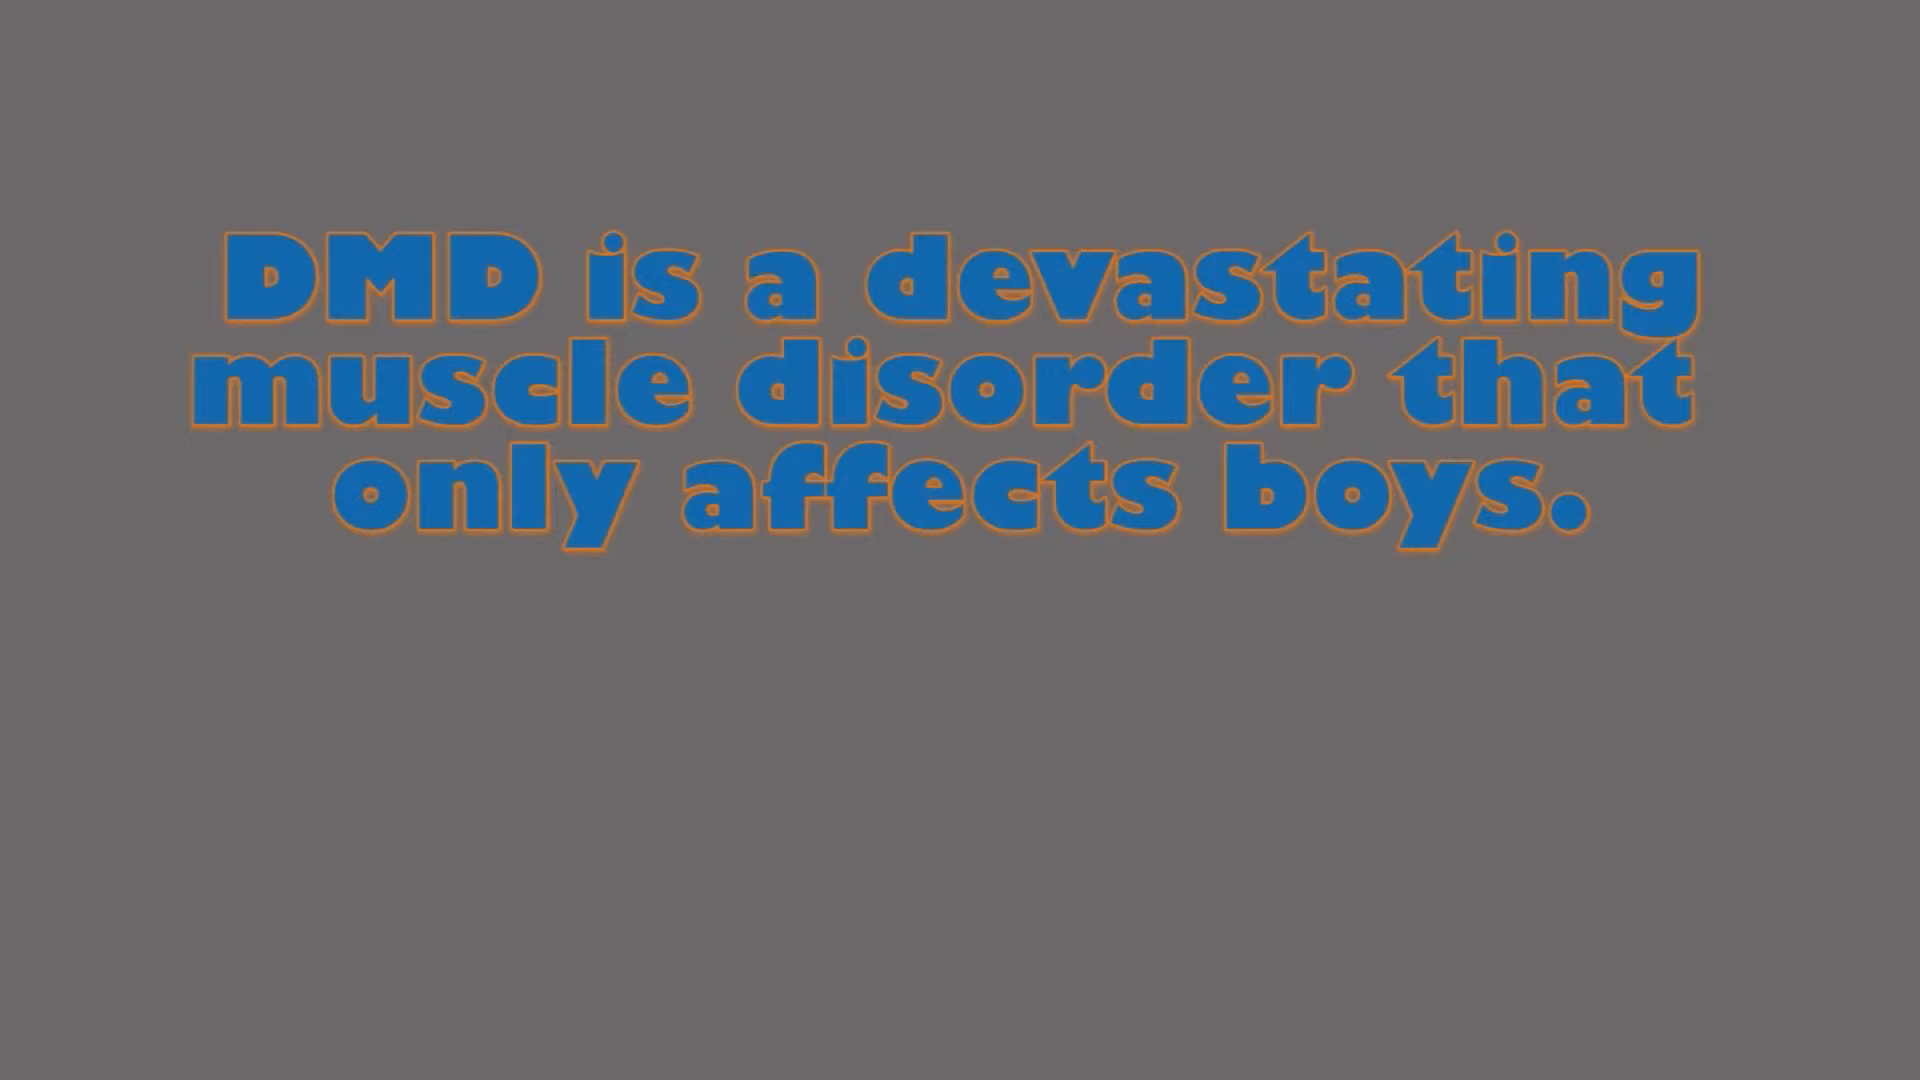 DMD is a devastating
muscle disorder that
only affects boys.